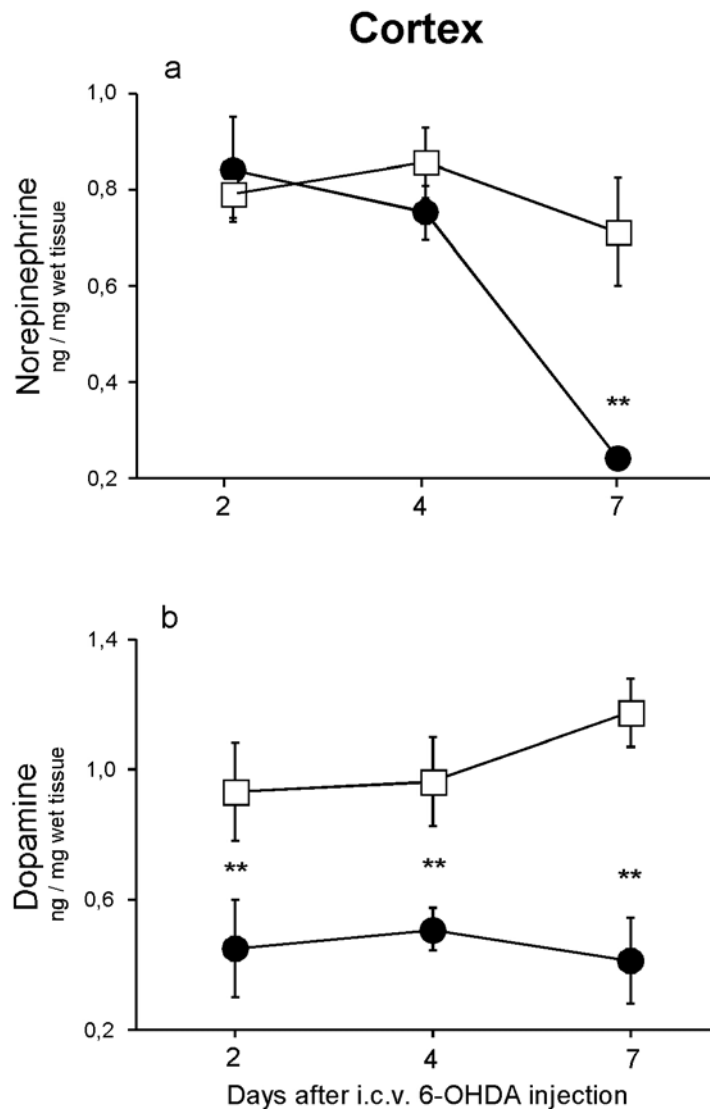 Cortex
a
1,0
0,8
0,6
0,4
0,2
Norepinephrine
ng / mg wet tissue
**
2 4 7
b
1,4
1,0
0,6
0,2
Dopamine
ng / mg wet tissue
** ** **
2 4 7
Days after i.c.v. 6-OHDA injection